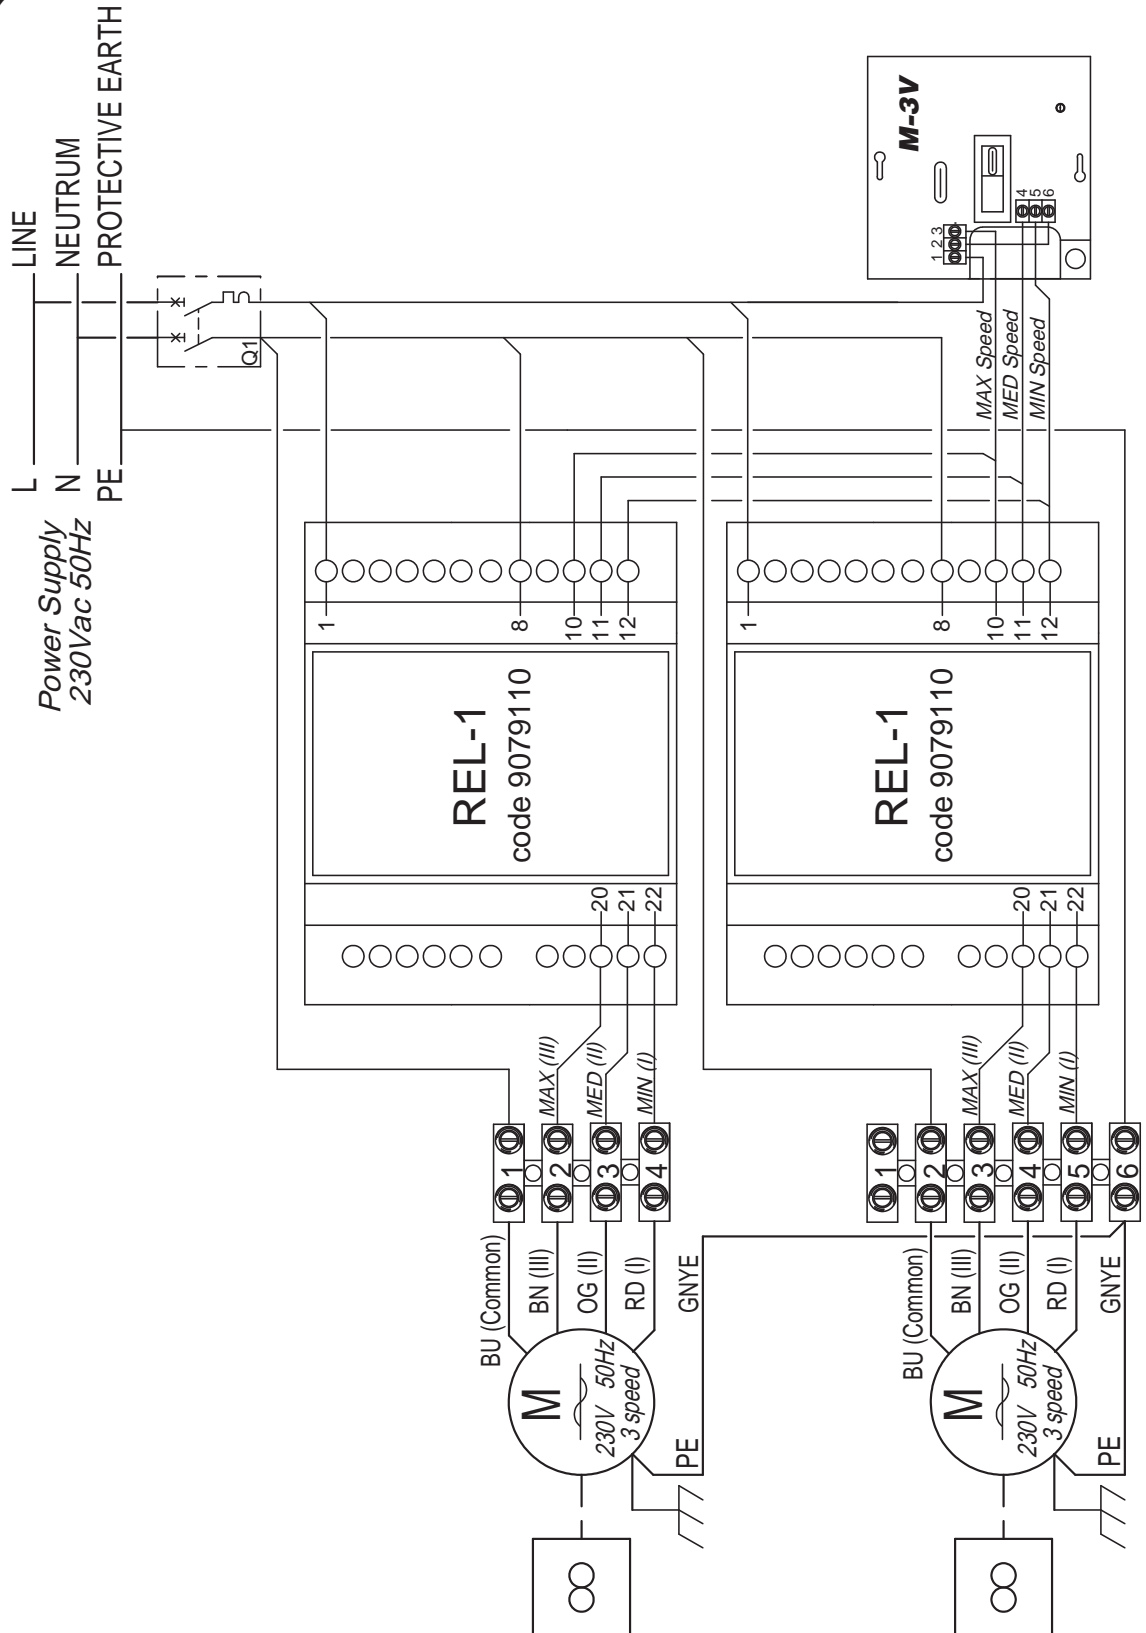 L
LINE
N
NEUTRUM
PE
PROTECTIVE EARTH
Power Supply
230Vac 50Hz
Q1
M-3V
1
2
3
4
5
6
MAX Speed
MED Speed
MIN Speed
1
8
10
11
12
REL-1
code 9079110
20
21
22
1
8
10
11
12
REL-1
code 9079110
20
21
22
MAX (III)
MED (II)
MIN (I)
1
2
3
4
BU (Common)
BN (III)
OG (II)
RD (I)
GNYE
M
230V 50Hz
3 speed
PE
MAX (III)
MED (II)
MIN (I)
1
2
3
4
5
6
BU (Common)
BN (III)
OG (II)
RD (I)
GNYE
M
230V 50Hz
3 speed
PE